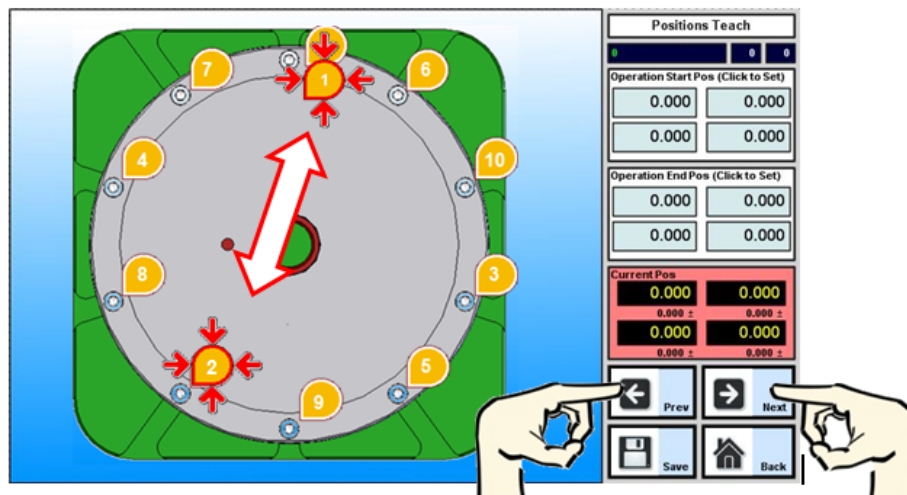 Positions Teach
0 0 0
Operation Start Pos (Click to Set)
0.000 0.000
0.000 0.000
Operation End Pos (Click to Set)
0.000 0.000
0.000 0.000
Current Pos
0.000 0.000
0.000 ± 0.000 ±
0.000 0.000
0.000 ± 0.000 ±
Prev Next
Save Back
7
1
6
4
10
8
3
2
5
9